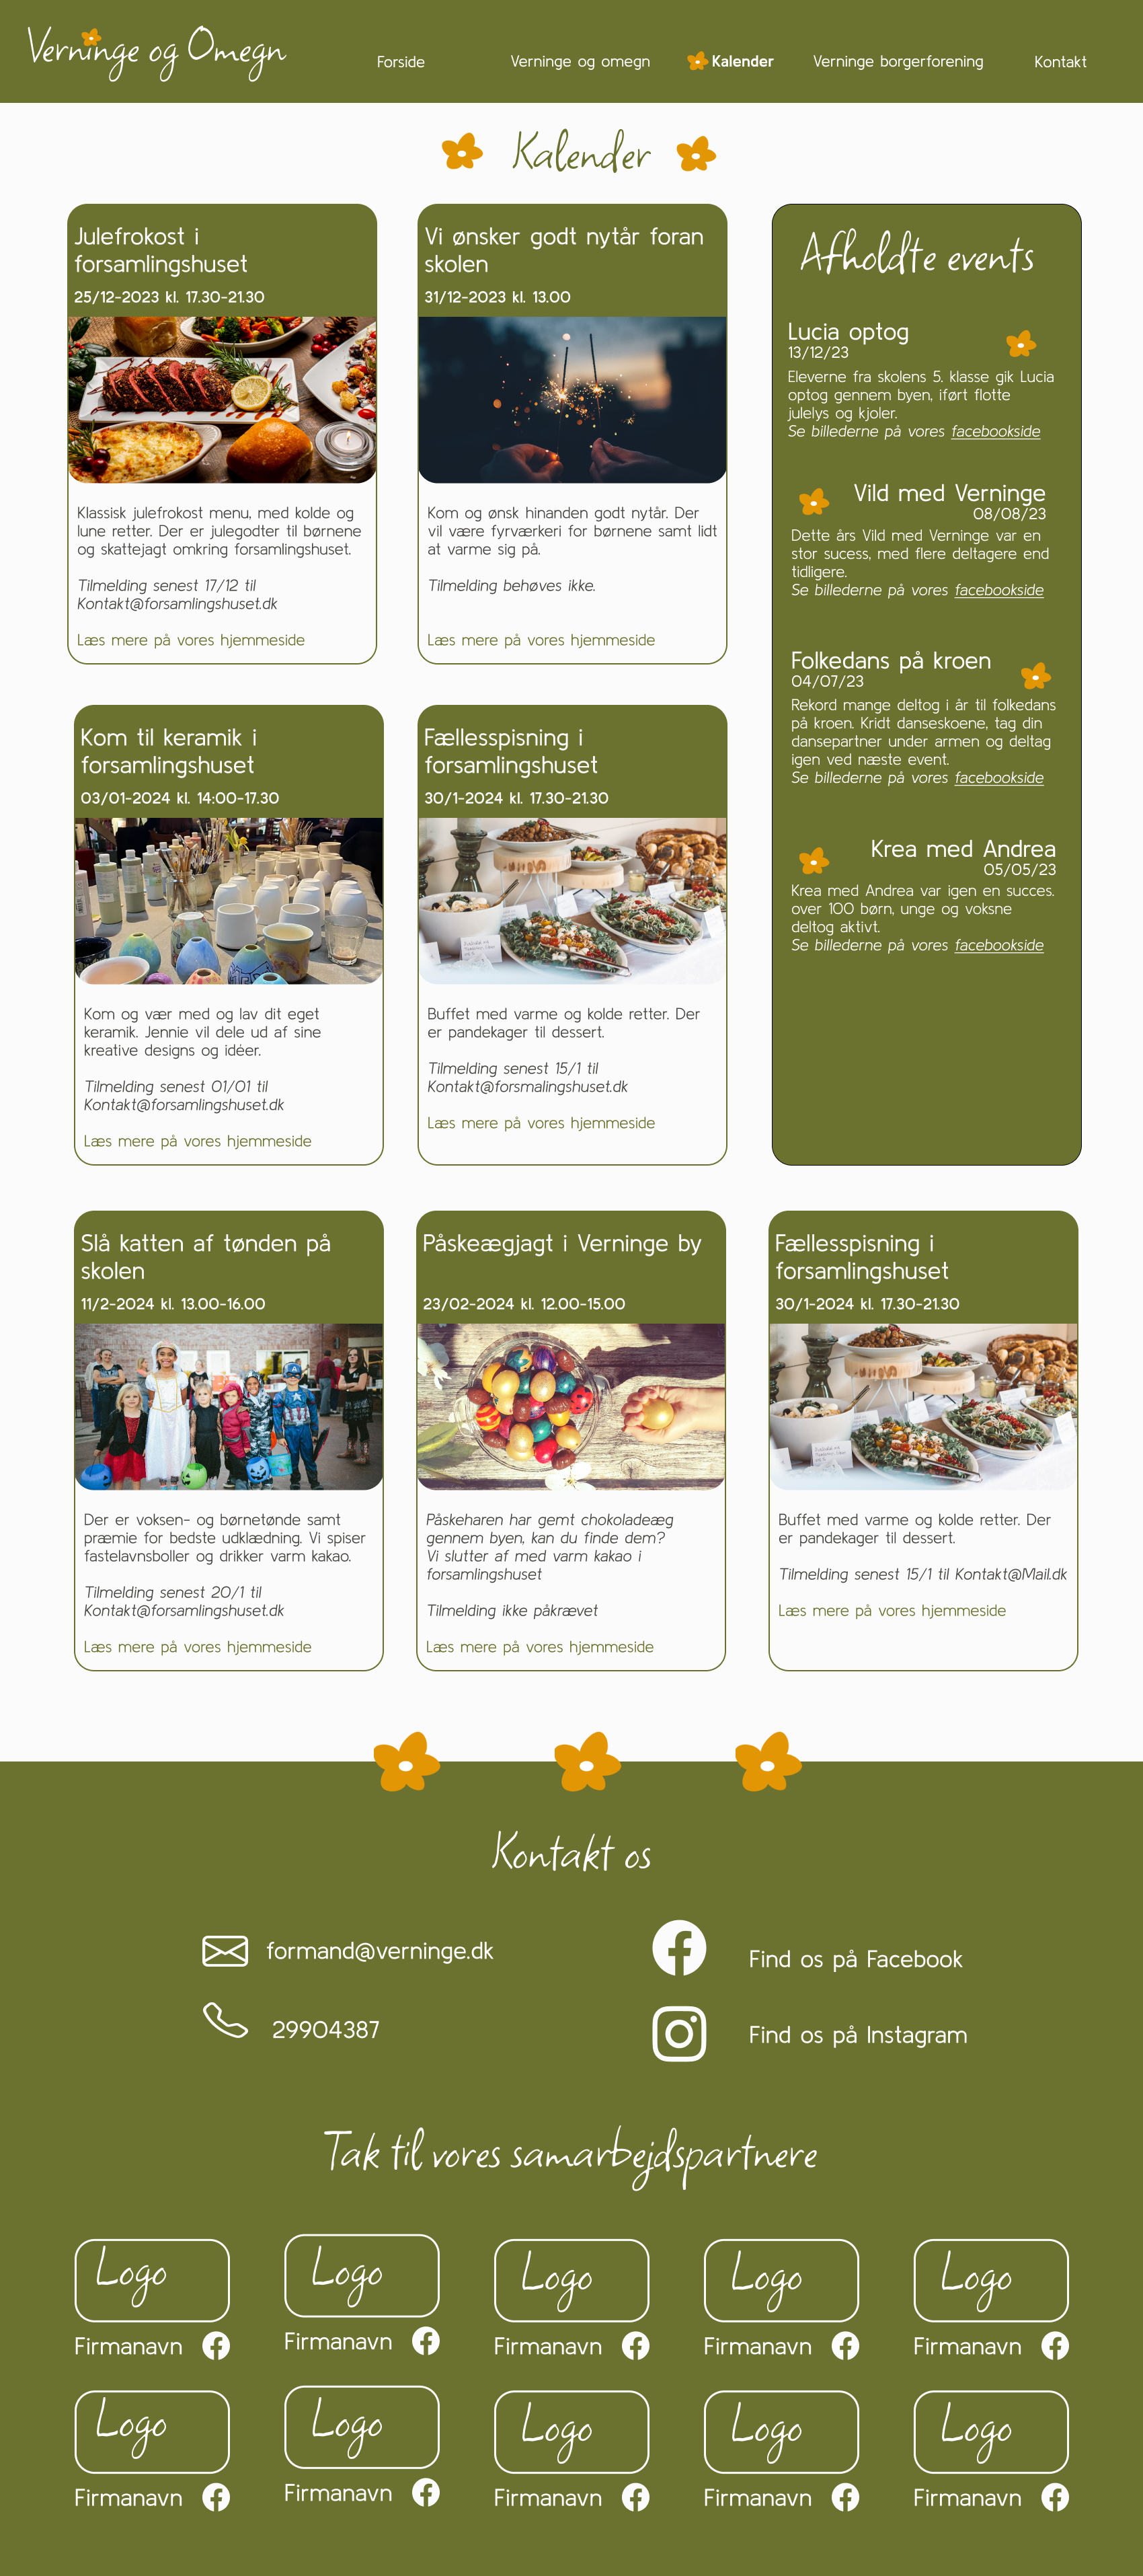 Verninge og Omegn
Forside
Verninge og omegn
Kalender
Verninge borgerforening
Kontakt
Kalender
Julefrokost i
forsamlingshuset
25/12-2023 kl. 17.30-21.30
Klassisk julefrokost menu, med kolde og
lune retter. Der er julegodter til børnene
og skattejagt omkring forsamlingshuset.
Tilmelding senest 17/12 til
Kontakt@forsamlingshuset.dk
Læs mere på vores hjemmeside
Vi ønsker godt nytår foran
skolen
31/12-2023 kl. 13.00
Kom og ønsk hinanden godt nytår. Der
vil være fyrværkeri for børnene samt lidt
at varme sig på.
Tilmelding behøves ikke.
Læs mere på vores hjemmeside
Afholdte events
Lucia optog
13/12/23
Eleverne fra skolens 5. klasse gik Lucia
optog gennem byen, iført flotte
julelys og kjoler.
Se billederne på vores facebookside
Vild med Verninge
08/08/23
Dette års Vild med Verninge var en
stor sucess, med flere deltagere end
tidligere.
Se billederne på vores facebookside
Folkedans på kroen
04/07/23
Rekord mange deltog i år til folkedans
på kroen. Kridt danseskoene, tag din
dansepartner under armen og deltag
igen ved næste event.
Se billederne på vores facebookside
Krea med Andrea
05/05/23
Krea med Andrea var igen en succes.
over 100 børn, unge og voksne
deltog aktivt.
Se billederne på vores facebookside
Kom til keramik i
forsamlingshuset
03/01-2024 kl. 14:00-17.30
Kom og vær med og lav dit eget
keramik. Jennie vil dele ud af sine
kreative designs og idéer.
Tilmelding senest 01/01 til
Kontakt@forsamlingshuset.dk
Læs mere på vores hjemmeside
Fællesspisning i
forsamlingshuset
30/1-2024 kl. 17.30-21.30
Buffet med varme og kolde retter. Der
er pandekager til dessert.
Tilmelding senest 15/1 til
Kontakt@forsmalingshuset.dk
Læs mere på vores hjemmeside
Slå katten af tønden på
skolen
11/2-2024 kl. 13.00-16.00
Der er voksen- og børnetønde samt
præmie for bedste udklædning. Vi spiser
fastelavnsboller og drikker varm kakao.
Tilmelding senest 20/1 til
Kontakt@forsamlingshuset.dk
Læs mere på vores hjemmeside
Påskeægjagt i Verninge by
23/02-2024 kl. 12.00-15.00
Påskeharen har gemt chokoladeæg
gennem byen, kan du finde dem?
Vi slutter af med varm kakao i
forsamlingshuset
Tilmelding ikke påkrævet
Læs mere på vores hjemmeside
Fællesspisning i
forsamlingshuset
30/1-2024 kl. 17.30-21.30
Buffet med varme og kolde retter. Der
er pandekager til dessert.
Tilmelding senest 15/1 til Kontakt@Mail.dk
Læs mere på vores hjemmeside
Kontakt os
formand@verninge.dk
Find os på Facebook
29904387
Find os på Instagram
Tak til vores samarbejdspartnere
Logo
Logo
Logo
Logo
Logo
Firmanavn
Firmanavn
Firmanavn
Firmanavn
Firmanavn
Logo
Logo
Logo
Logo
Logo
Firmanavn
Firmanavn
Firmanavn
Firmanavn
Firmanavn